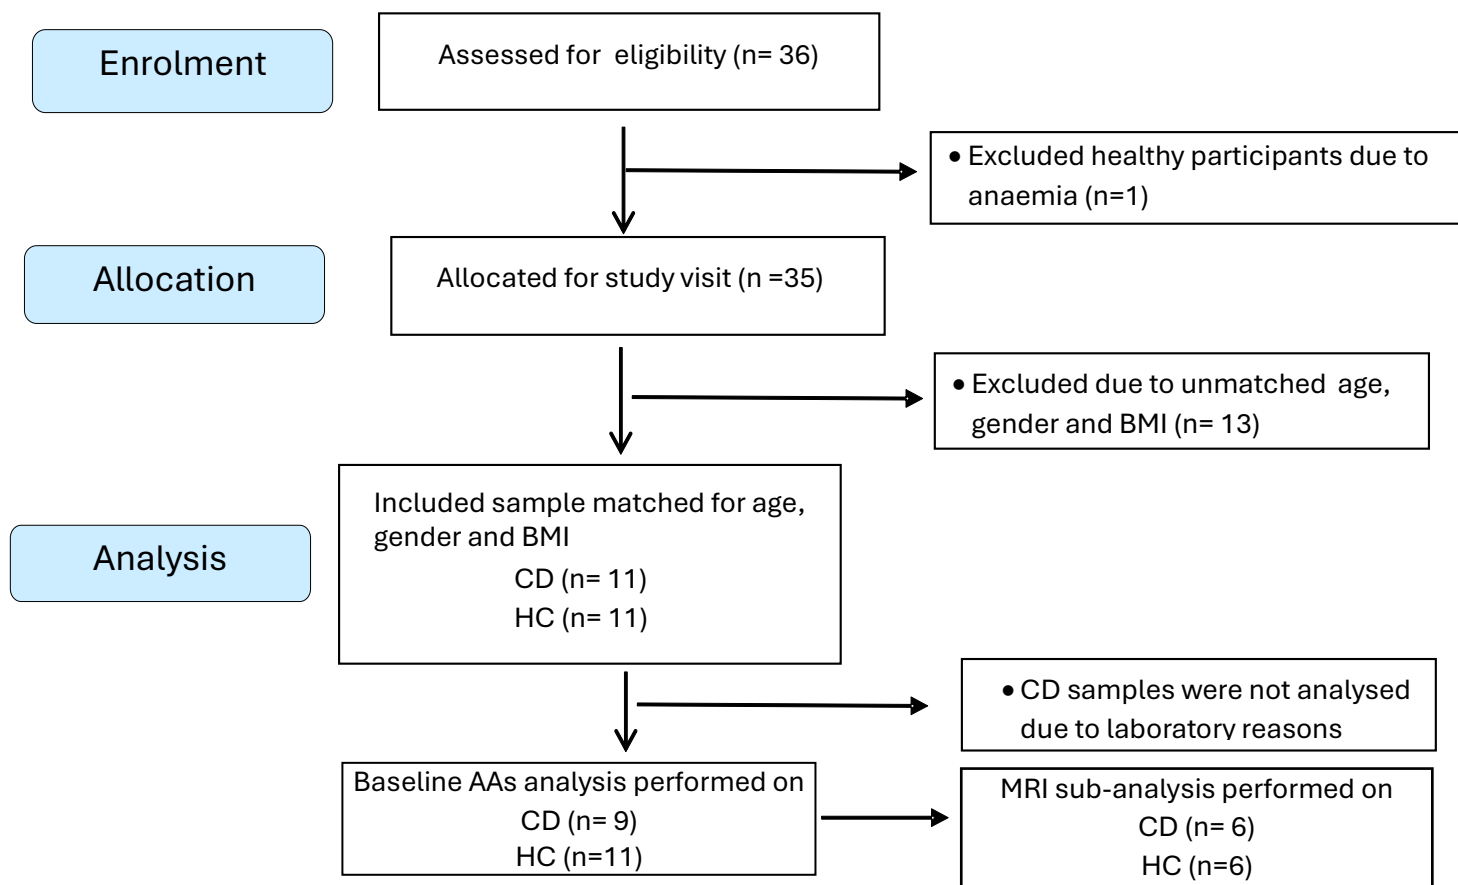 Enrolment
Assessed for eligibility (n= 36)
• Excluded healthy participants due to
anaemia (n=1)
Allocation
Allocated for study visit (n =35)
• Excluded due to unmatched age,
gender and BMI (n= 13)
Analysis
Included sample matched for age,
gender and BMI
CD (n= 11)
HC (n= 11)
• CD samples were not analysed
due to laboratory reasons
Baseline AAs analysis performed on
CD (n= 9)
HC (n=11)
MRI sub-analysis performed on
CD (n= 6)
HC (n=6)